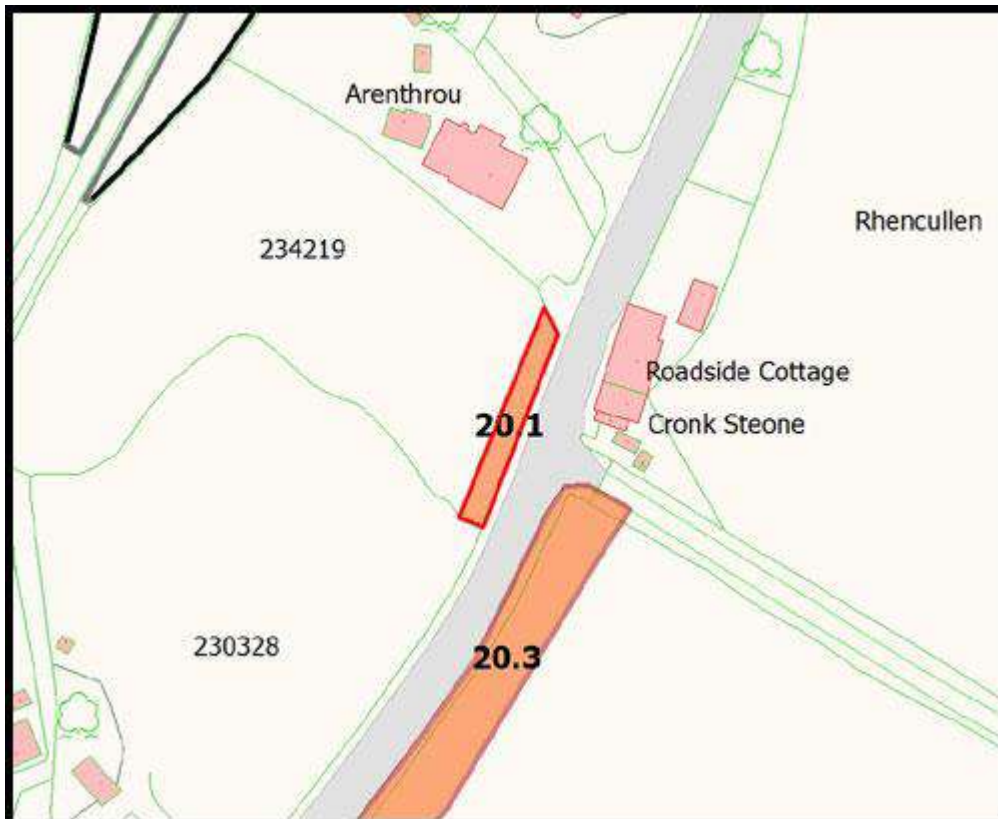 Arenthrou
Rhencullen
234219
Roadside Cottage
20.1
Cronk Steone
230328
20.3